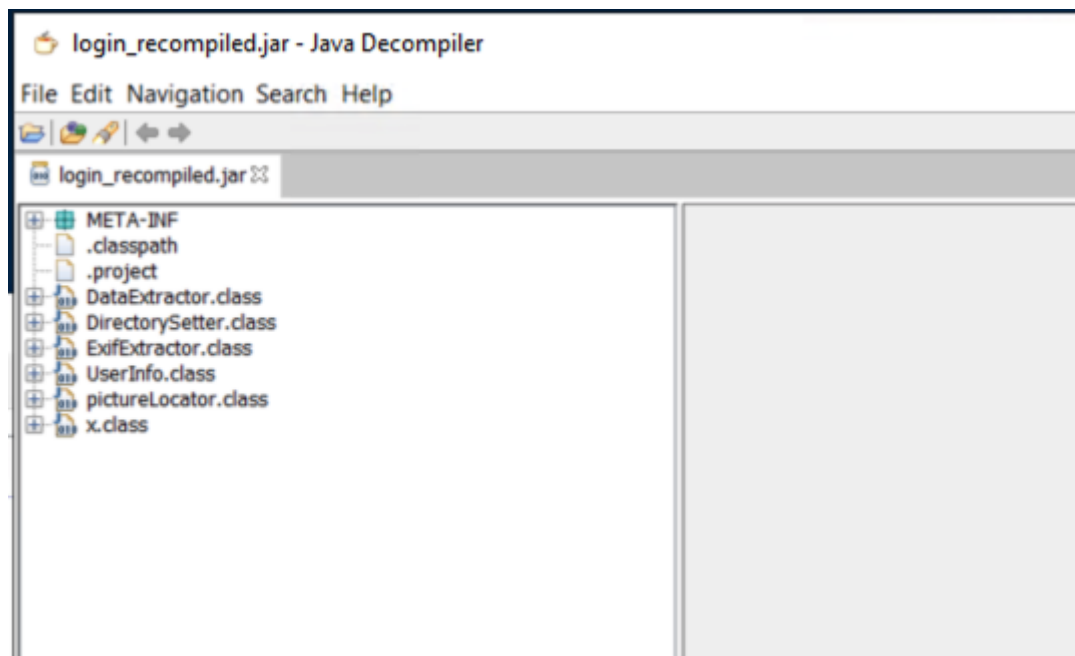 login_recompiled.jar - Java Decompiler
File Edit Navigation Search Help
login_recompiled.jar
META-INF
.classpath
.project
DataExtractor.class
DirectorySetter.class
ExifExtractor.class
UserInfo.class
pictureLocator.class
x.class